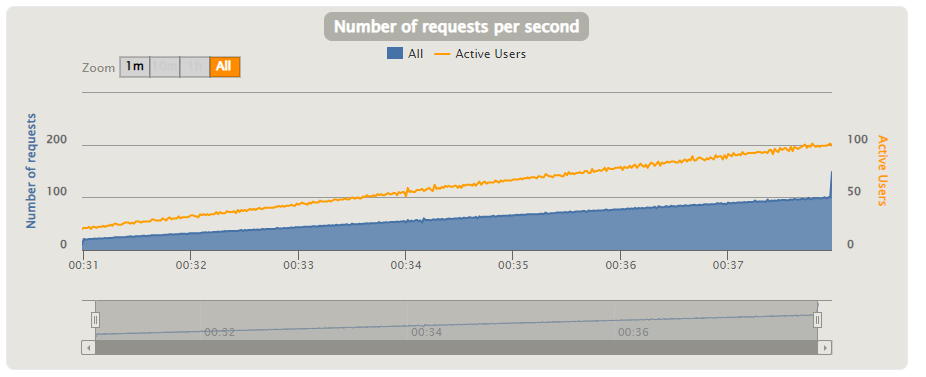 Number of requests per second
All Active Users
Zoom 1m 10m 1h All
Number of requests
200
100
0
100
50
0
Active Users
00:31 00:32 00:33 00:34 00:35 00:36 00:37
00:32 00:34 00:36